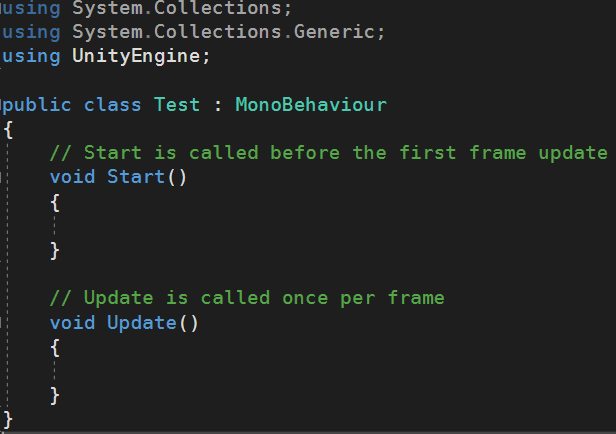 using System.Collections;
using System.Collections.Generic;
using UnityEngine;

public class Test : MonoBehaviour
{
    // Start is called before the first frame update
    void Start()
    {

    }

    // Update is called once per frame
    void Update()
    {

    }
}